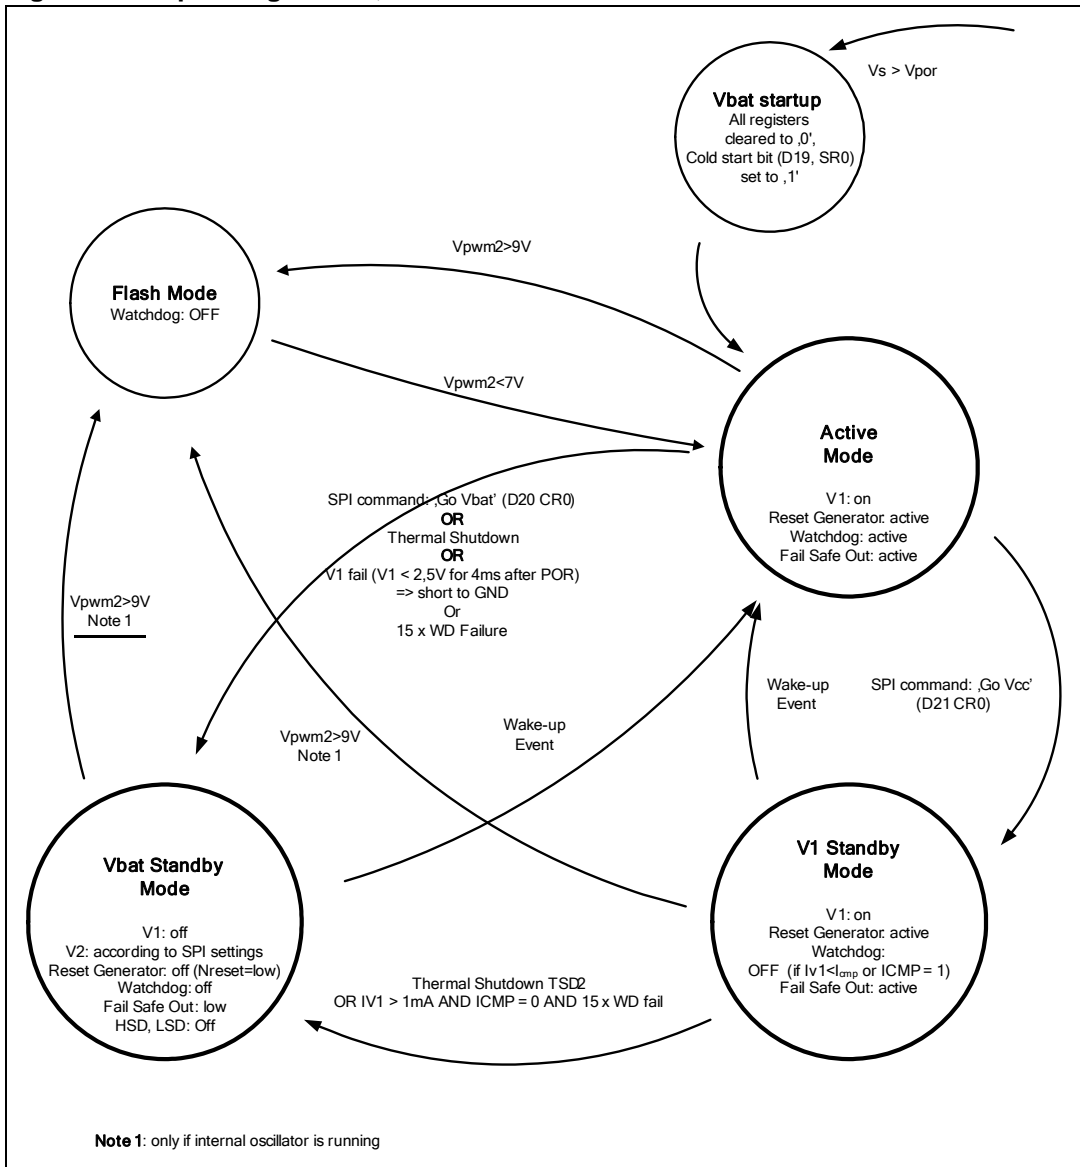 Vs > Vpor
Vbat startup
All registers
cleared to ‚0',
Cold start bit (D19, SR0)
set to ‚1'
Vpwm2>9V
Flash Mode
Watchdog: OFF
Vpwm2<7V
Active
Mode
V1: on
Reset Generator: active
Watchdog: active
Fail Safe Out: active
SPI command: ‚Go Vbat' (D20 CR0)
OR
Thermal Shutdown
OR
V1 fail (V1 < 2,5V for 4ms after POR)
=> short to GND
Or
15 x WD Failure
Vpwm2>9V
Note 1
Wake-up
Event
SPI command: ‚Go Vcc'
(D21 CR0)
Vpwm2>9V
Note 1
Wake-up
Event
Vbat Standby
Mode
V1: off
V2: according to SPI settings
Reset Generator: off (Nreset=low)
Watchdog: off
Fail Safe Out: low
HSD, LSD: Off
V1 Standby
Mode
V1: on
Reset Generator: active
Watchdog:
OFF (if Iv1<Icmp or ICMP = 1)
Fail Safe Out: active
Thermal Shutdown TSD2
OR IV1 > 1mA AND ICMP = 0 AND 15 x WD fail
Note 1: only if internal oscillator is running